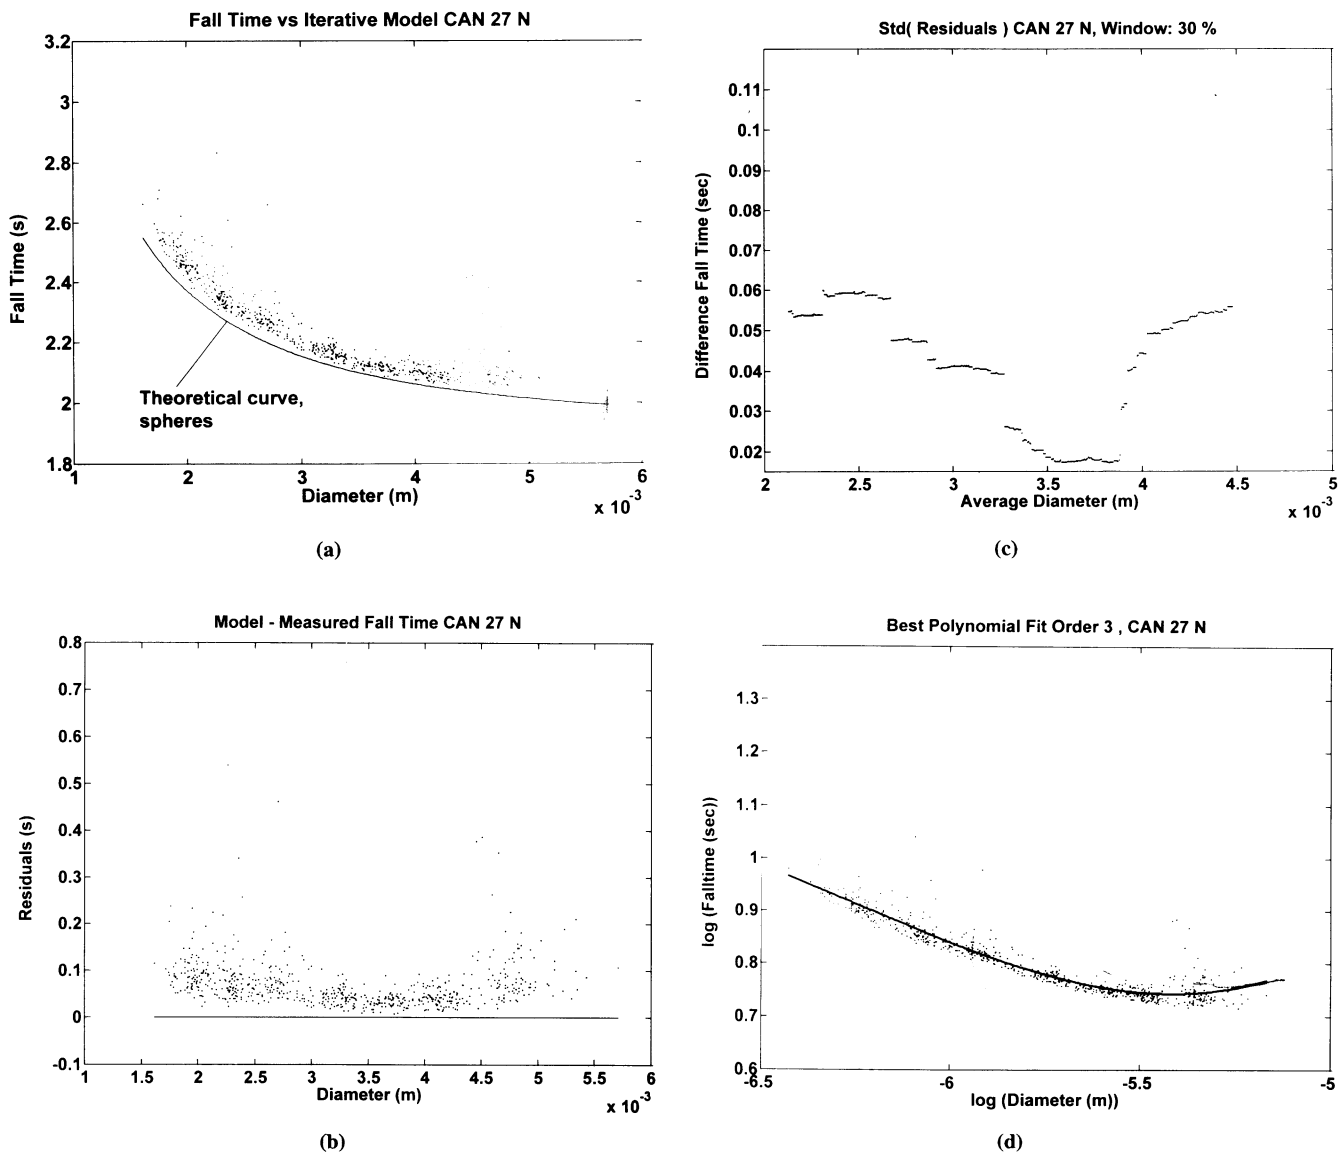 Fall Time vs Iterative Model CAN 27 N
3.2
3
2.8
2.6
2.4
2.2
2
1.8
Fall Time (s)
Theoretical curve,
spheres
1 2 3 4 5 6
Diameter (m)
x 10-3
(a)
Std( Residuals ) CAN 27 N, Window: 30 %
0.11
0.1
0.09
0.08
0.07
0.06
0.05
0.04
0.03
0.02
Difference Fall Time (sec)
2 2.5 3 3.5 4 4.5 5
Average Diameter (m)
x 10-3
(c)
Model - Measured Fall Time CAN 27 N
0.8
0.7
0.6
0.5
0.4
0.3
0.2
0.1
0
-0.1
Residuals (s)
1 1.5 2 2.5 3 3.5 4 4.5 5 5.5 6
Diameter (m)
x 10-3
(b)
Best Polynomial Fit Order 3 , CAN 27 N
1.3
1.2
1.1
1
0.9
0.8
0.7
0.6
log (Falltime (sec))
-6.5 -6 -5.5 -5
log (Diameter (m))
(d)